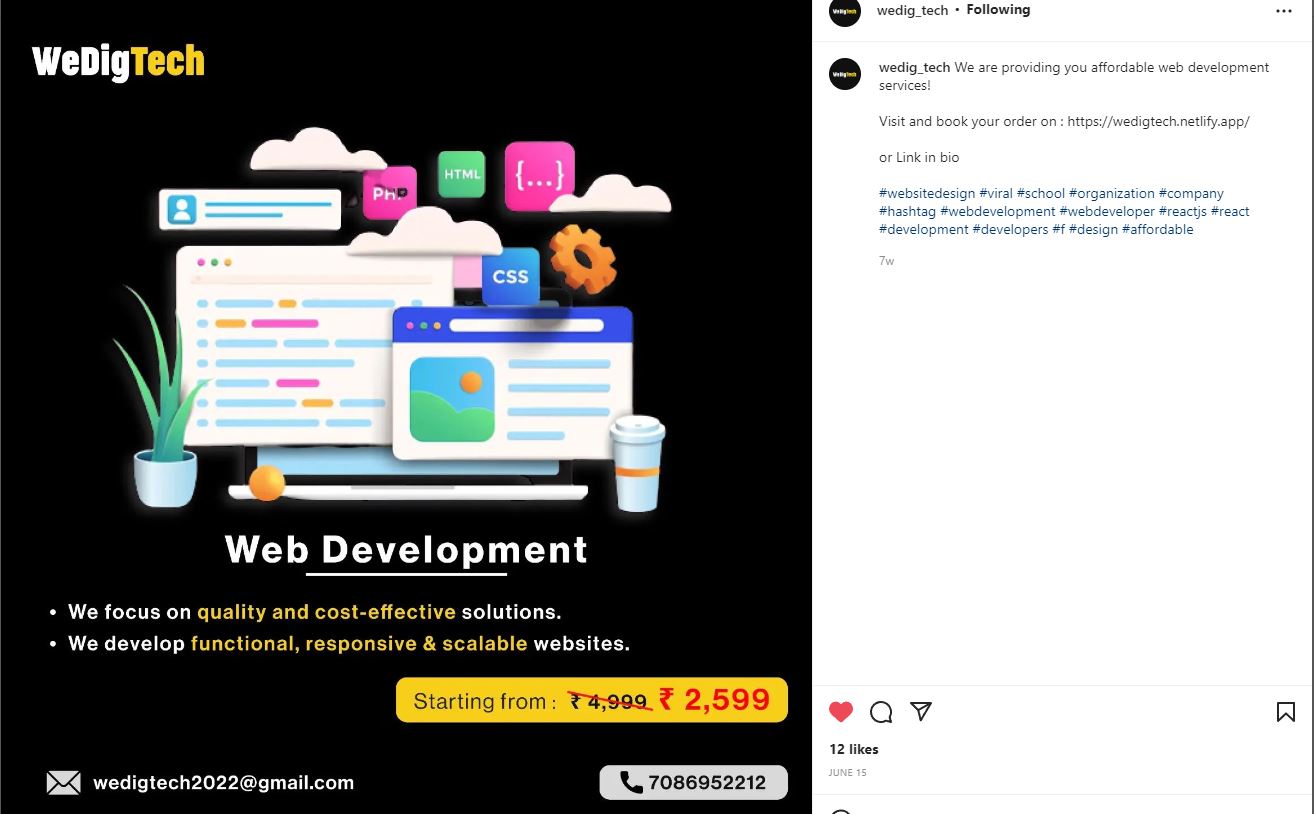 WeDigTech
PHP
HTML
{...}
CSS
Web Development
• We focus on quality and cost-effective solutions.
• We develop functional, responsive & scalable websites.
Starting from : ₹ 4,999 ₹ 2,599
wedigtech2022@gmail.com
7086952212
WeDigTech
wedig_tech • Following
WeDigTech
wedig_tech We are providing you affordable web development
services!
Visit and book your order on : https://wedigtech.netlify.app/
or Link in bio
#websitedesign #viral #school #organization #company
#hashtag #webdevelopment #webdeveloper #reactjs #react
#development #developers #f #design #affordable
7w
12 likes
JUNE 15